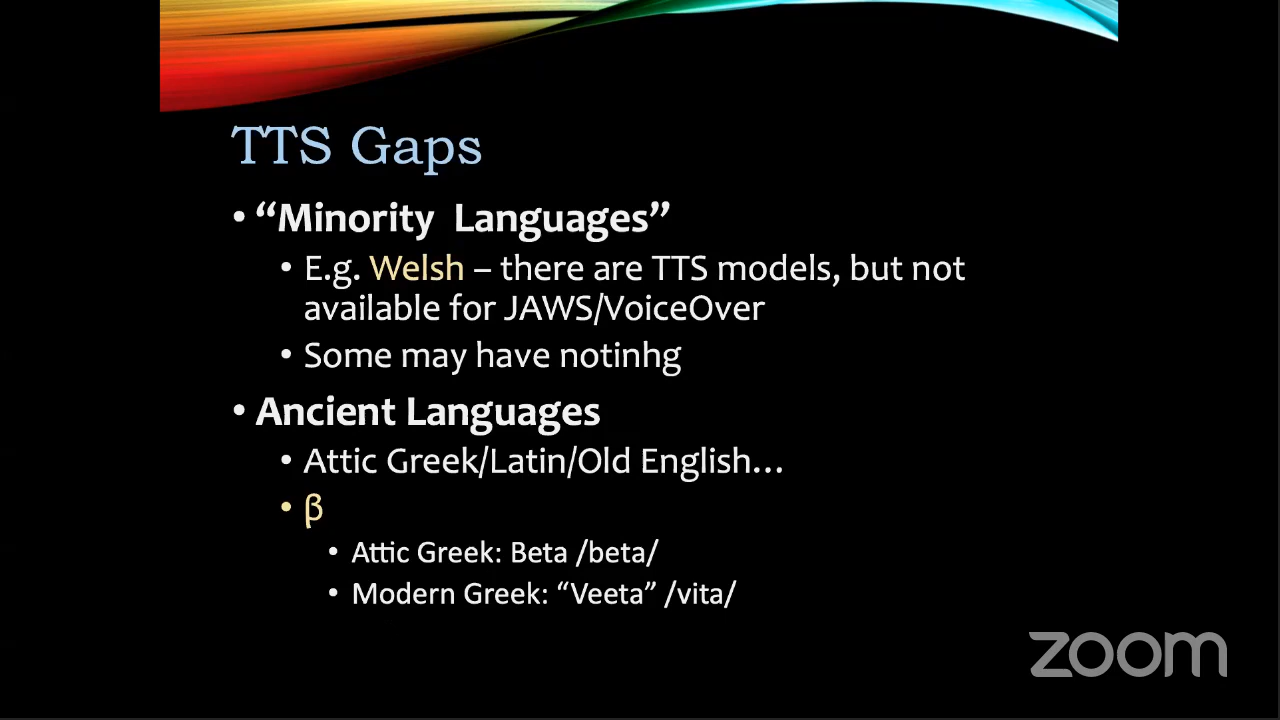 TTS Gaps
• “Minority Languages”
• E.g. Welsh – there are TTS models, but not
available for JAWS/VoiceOver
• Some may have notinhg
• Ancient Languages
• Attic Greek/Latin/Old English…
• β
• Attic Greek: Beta /beta/
• Modern Greek: “Veeta” /vita/
zoom